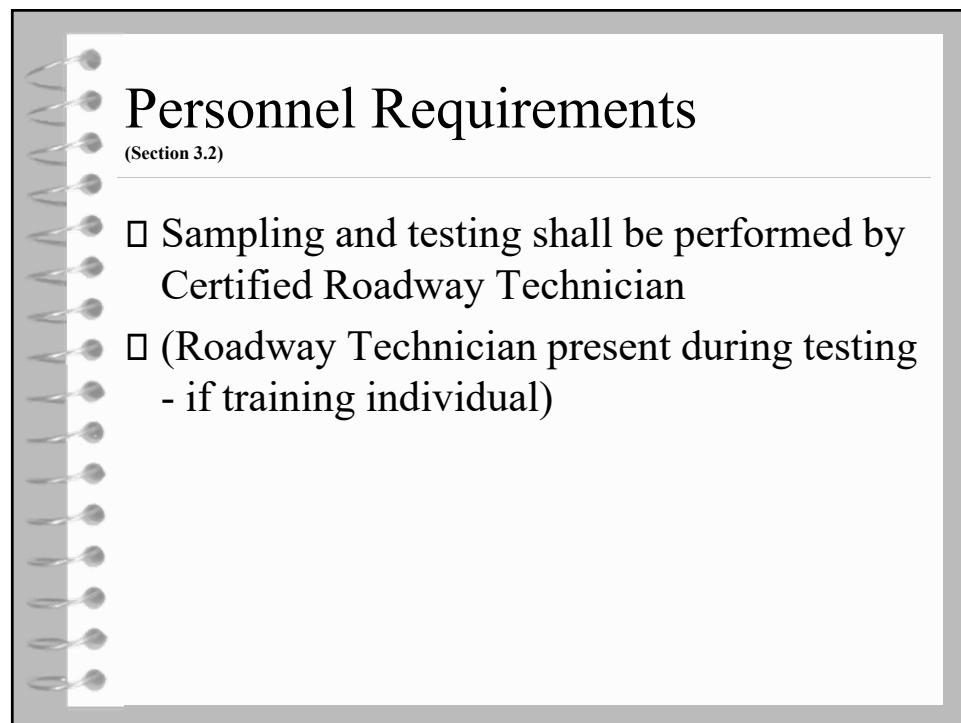 Personnel Requirements
(Section 3.2)
Sampling and testing shall be performed by
Certified Roadway Technician
(Roadway Technician present during testing
- if training individual)